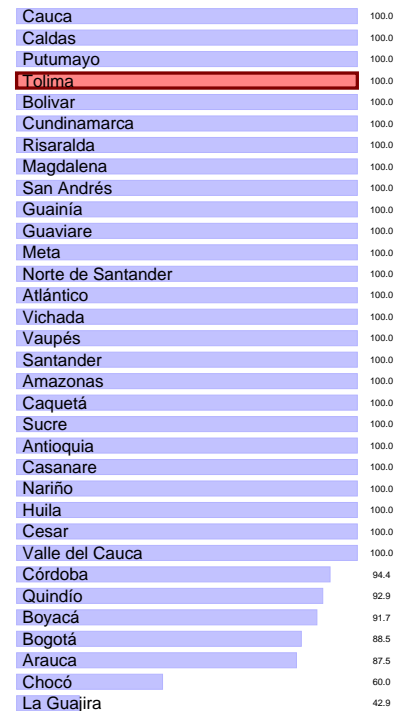 Cauca 100.0
Caldas 100.0
Putumayo 100.0
Tolima 100.0
Bolivar 100.0
Cundinamarca 100.0
Risaralda 100.0
Magdalena 100.0
San Andrés 100.0
Guainía 100.0
Guaviare 100.0
Meta 100.0
Norte de Santander 100.0
Atlántico 100.0
Vichada 100.0
Vaupés 100.0
Santander 100.0
Amazonas 100.0
Caquetá 100.0
Sucre 100.0
Antioquia 100.0
Casanare 100.0
Nariño 100.0
Huila 100.0
Cesar 100.0
Valle del Cauca 100.0
Córdoba 94.4
Quindío 92.9
Boyacá 91.7
Bogotá 88.5
Arauca 87.5
Chocó 60.0
La Guajira 42.9